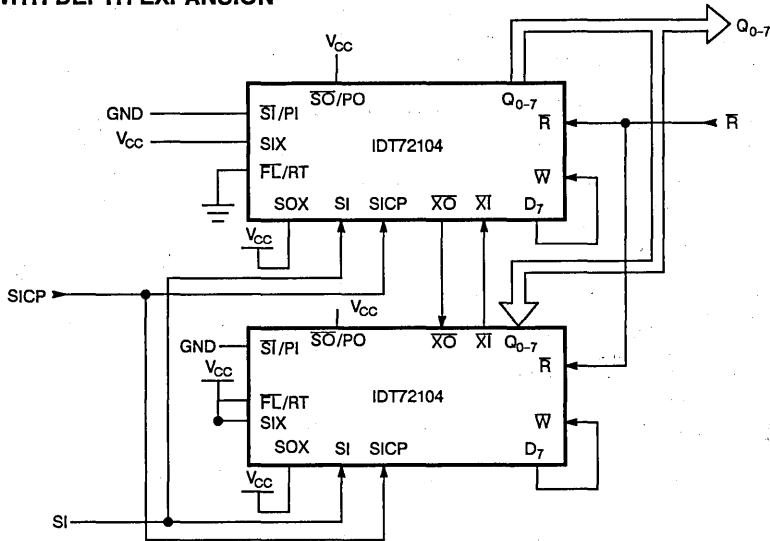 WITH DEPTH EXPANSION
VCC
Q0–7
GND
SI/PI
SO/PO
Q0–7
R
R
VCC
SIX
IDT72104
FL/RT
W
SOX
SI
SICP
XO
XI
D7
VCC
SICP
VCC
GND
SI/PI
SO/PO
XO
XI
Q0–7
R
VCC
FL/RT
SIX
IDT72104
W
SOX
SI
SICP
D7
VCC
SI